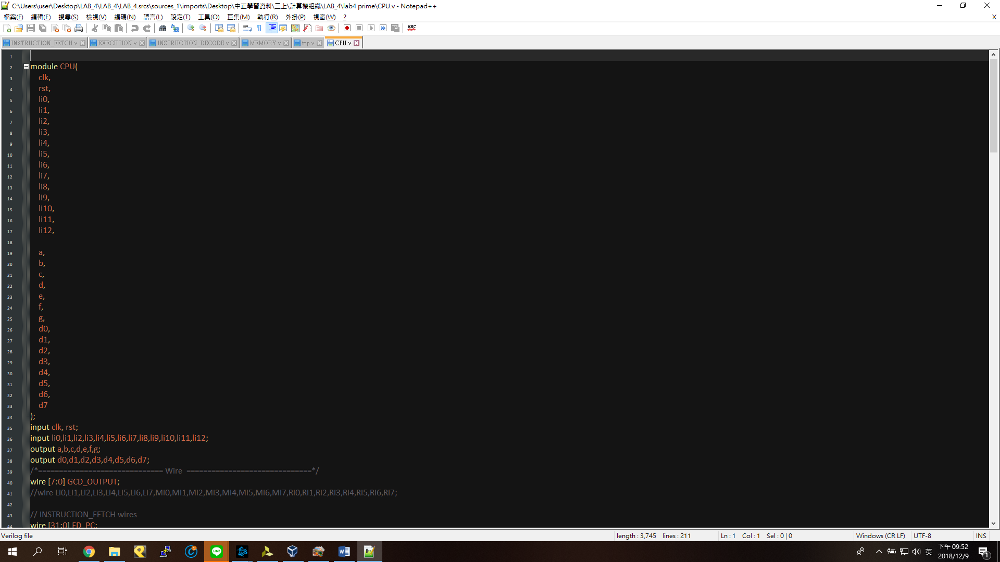 C:\Users\user\Desktop\LAB_4\LAB_4\LAB_4.srcs\sources_1\imports\Desktop\中正學習資料\三上\計算機組織\LAB_4\lab4 prime\CPU.v - Notepad++
檔案(F) 編輯(E) 搜尋(S) 檢視(V) 編碼(N) 語言(L) 設定(T) 工具(O) 巨集(M) 執行(R) 外掛(P) 視窗(W) ? X
INSTRUCTION_FETCH.v EXECUTION.v INSTRUCTION_DECODE.v MEMORY.v top.v CPU.v
1
2 module CPU(
3 clk,
4 rst,
5 li0,
6 li1,
7 li2,
8 li3,
9 li4,
10 li5,
11 li6,
12 li7,
13 li8,
14 li9,
15 li10,
16 li11,
17 li12,
18
19 a,
20 b,
21 c,
22 d,
23 e,
24 f,
25 g,
26 d0,
27 d1,
28 d2,
29 d3,
30 d4,
31 d5,
32 d6,
33 d7
34 );
35 input clk, rst;
36 input li0,li1,li2,li3,li4,li5,li6,li7,li8,li9,li10,li11,li12;
37 output a,b,c,d,e,f,g;
38 output d0,d1,d2,d3,d4,d5,d6,d7;
39 /*============================== Wire ==============================*/
40 wire [7:0] GCD_OUTPUT;
41 //wire LI0,LI1,LI2,LI3,LI4,LI5,LI6,LI7,MI0,MI1,MI2,MI3,MI4,MI5,MI6,MI7,RI0,RI1,RI2,RI3,RI4,RI5,RI6,RI7;
42
43 // INSTRUCTION_FETCH wires
44 wire [31:0] FD_PC;
Verilog file length : 3,745 lines : 211 Ln : 1 Col : 1 Sel : 0 | 0 Windows (CR LF) UTF-8 INS
LINE 英 下午 09:52
2018/12/9 1